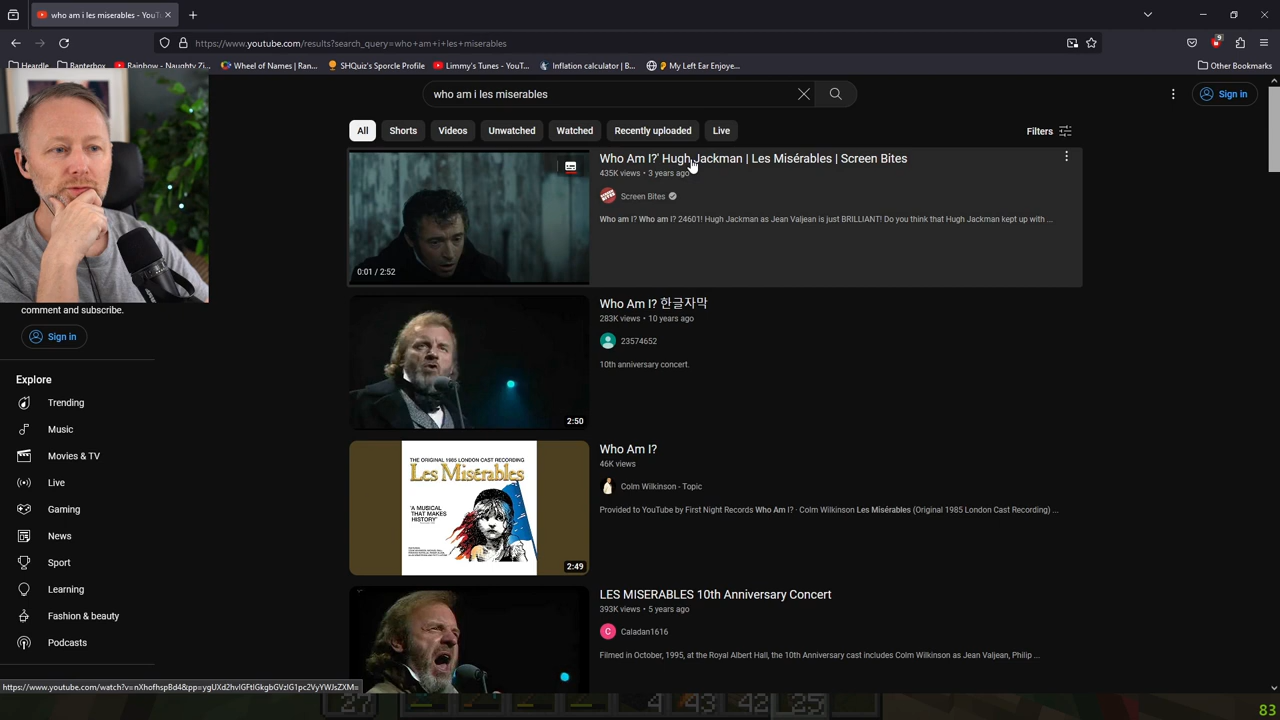 who am i les miserables - YouT
https://www.youtube.com/results?search_query=who+am+i+les+miserables
9
Heardle
Banterbox
Rainbow - Naughty Zi...
Wheel of Names | Ran...
SHQuiz's Sporcle Profile
Limmy's Tunes - YouT...
Inflation calculator | B...
My Left Ear Enjoye...
Other Bookmarks
who am i les miserables
Sign in
All
Shorts
Videos
Unwatched
Watched
Recently uploaded
Live
Filters
Who Am I?' Hugh Jackman | Les Misérables | Screen Bites
435K views • 3 years ago
Screen Bites
Who am I? Who am I? 24601! Hugh Jackman as Jean Valjean is just BRILLIANT! Do you think that Hugh Jackman kept up with ...
0:01 / 2:52
comment and subscribe.
Sign in
Explore
Trending
Music
Movies & TV
Live
Gaming
News
Sport
Learning
Fashion & beauty
Podcasts
Who Am I? 한글자막
283K views • 10 years ago
23574652
10th anniversary concert.
2:50
Who Am I?
46K views
Colm Wilkinson - Topic
Provided to YouTube by First Night Records Who Am I? · Colm Wilkinson Les Misérables (Original 1985 London Cast Recording) ...
THE ORIGINAL 1985 LONDON CAST RECORDING
Les Misérables
'A MUSICAL
THAT MAKES
HISTORY'
2:49
LES MISERABLES 10th Anniversary Concert
393K views • 5 years ago
C
Caladan1616
Filmed in October, 1995, at the Royal Albert Hall, the 10th Anniversary cast includes Colm Wilkinson as Jean Valjean, Philip ...
27
4
43
42
25
83